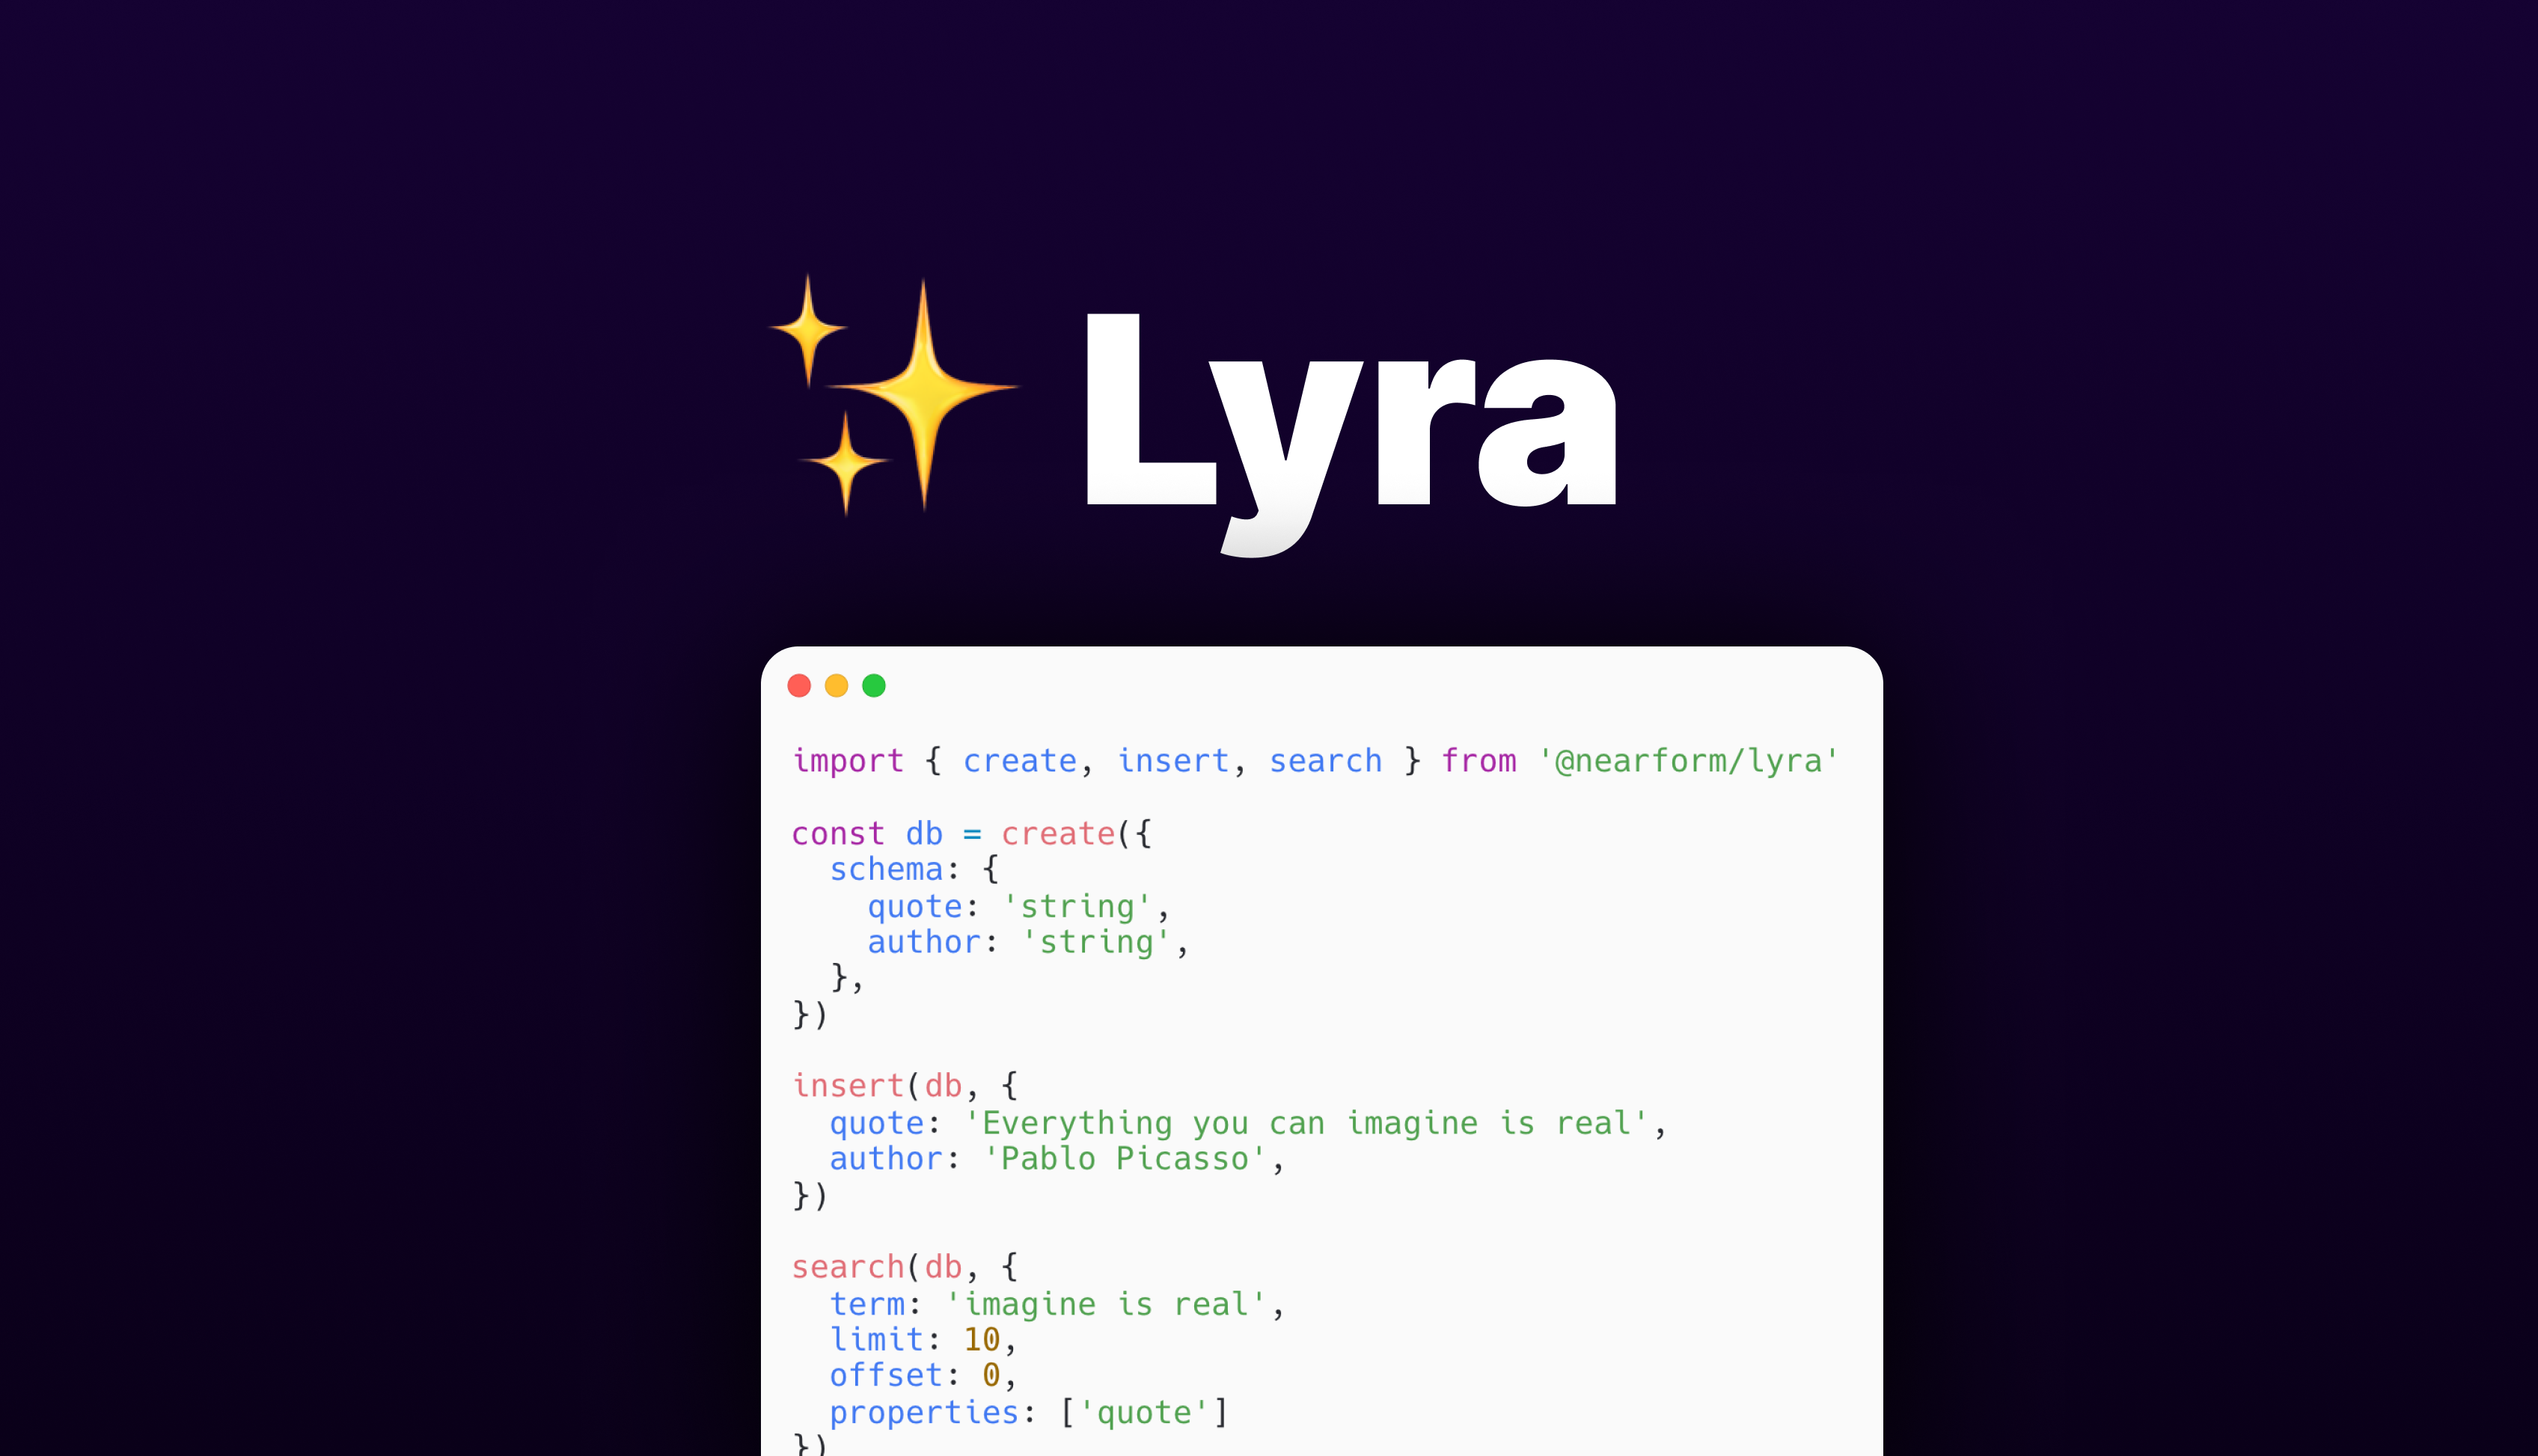 Lyra
import { create, insert, search } from '@nearform/lyra'
const db = create({
  schema: {
    quote: 'string',
    author: 'string',
  },
})
insert(db, {
  quote: 'Everything you can imagine is real',
  author: 'Pablo Picasso',
})
search(db, {
  term: 'imagine is real',
  limit: 10,
  offset: 0,
  properties: ['quote']
})